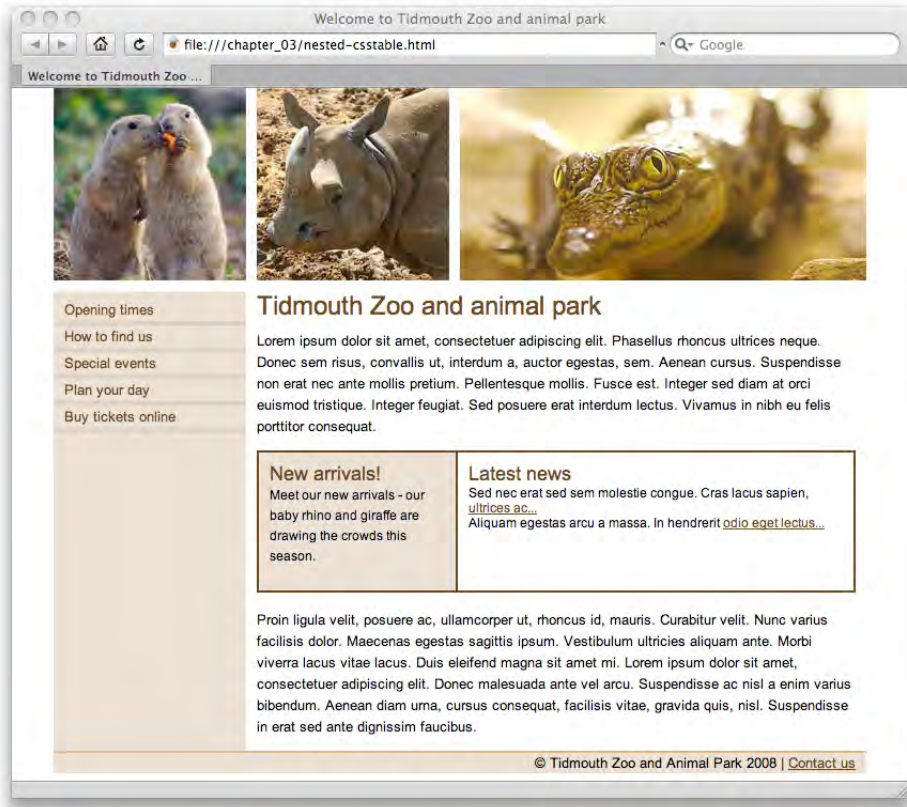 Welcome to Tidmouth Zoo and animal park
file:///chapter_03/nested-csstable.html
Google
Welcome to Tidmouth Zoo ...
Opening times
How to find us
Special events
Plan your day
Buy tickets online
Tidmouth Zoo and animal park
Lorem ipsum dolor sit amet, consectetuer adipiscing elit. Phasellus rhoncus ultrices neque.
Donec sem risus, convallis ut, interdum a, auctor egestas, sem. Aenean cursus. Suspendisse
non erat nec ante mollis pretium. Pellentesque mollis. Fusce est. Integer sed diam at orci
euismod tristique. Integer feugiat. Sed posuere erat interdum lectus. Vivamus in nibh eu felis
porttitor consequat.
New arrivals!
Meet our new arrivals - our
baby rhino and giraffe are
drawing the crowds this
season.
Latest news
Sed nec erat sed sem molestie congue. Cras lacus sapien,
ultrices ac...
Aliquam egestas arcu a massa. In hendrerit odio eget lectus...
Proin ligula velit, posuere ac, ullamcorper ut, rhoncus id, mauris. Curabitur velit. Nunc varius
facilisis dolor. Maecenas egestas sagittis ipsum. Vestibulum ultricies aliquam ante. Morbi
viverra lacus vitae lacus. Duis eleifend magna sit amet mi. Lorem ipsum dolor sit amet,
consectetuer adipiscing elit. Donec malesuada ante vel arcu. Suspendisse ac nisl a enim varius
bibendum. Aenean diam urna, cursus consequat, facilisis vitae, gravida quis, nisl. Suspendisse
in erat sed ante dignissim faucibus.
© Tidmouth Zoo and Animal Park 2008 | Contact us